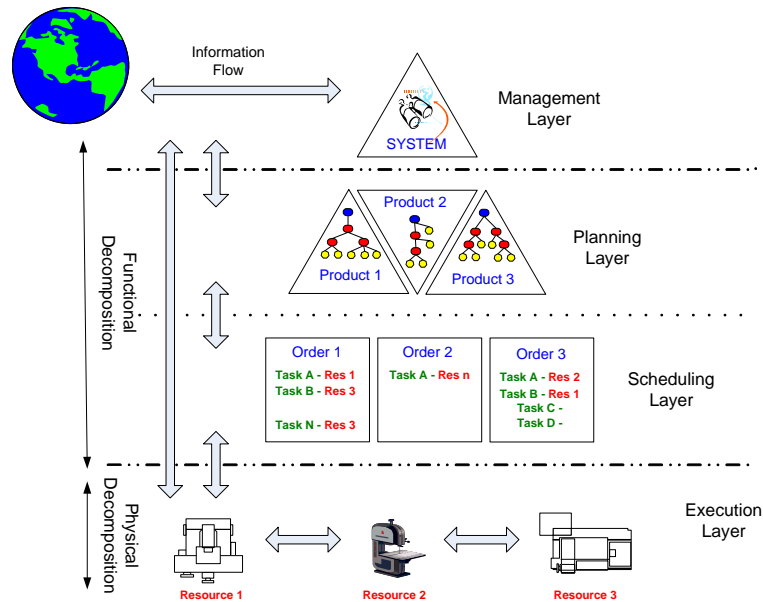 Information
Flow
Management
Layer
SYSTEM
Product 2
Product 1
Product 3
Planning
Layer
Functional
Decomposition
Order 1
Task A - Res 1
Task B - Res 3
Task N - Res 3
Order 2
Task A - Res n
Order 3
Task A - Res 2
Task B - Res 1
Task C -
Task D -
Scheduling
Layer
Physical
Decomposition
Execution
Layer
Resource 1
Resource 2
Resource 3